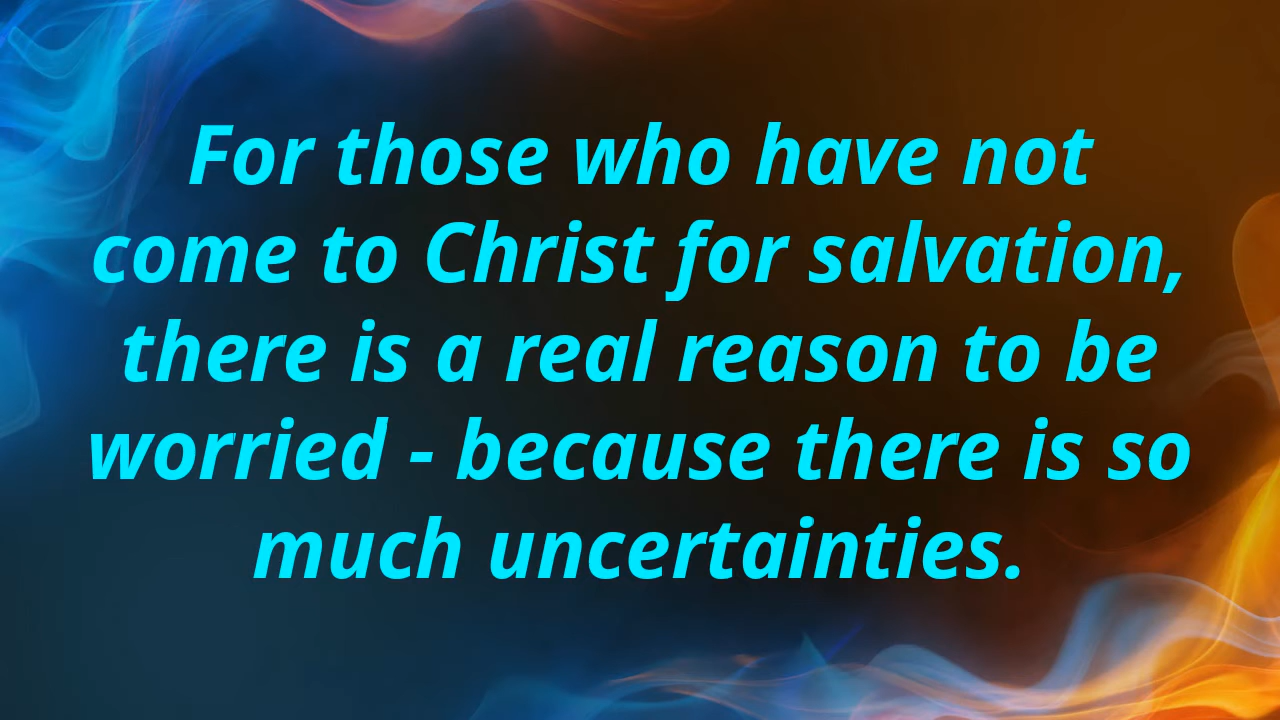 For those who have not
come to Christ for salvation,
there is a real reason to be
worried - because there is so
much uncertainties.